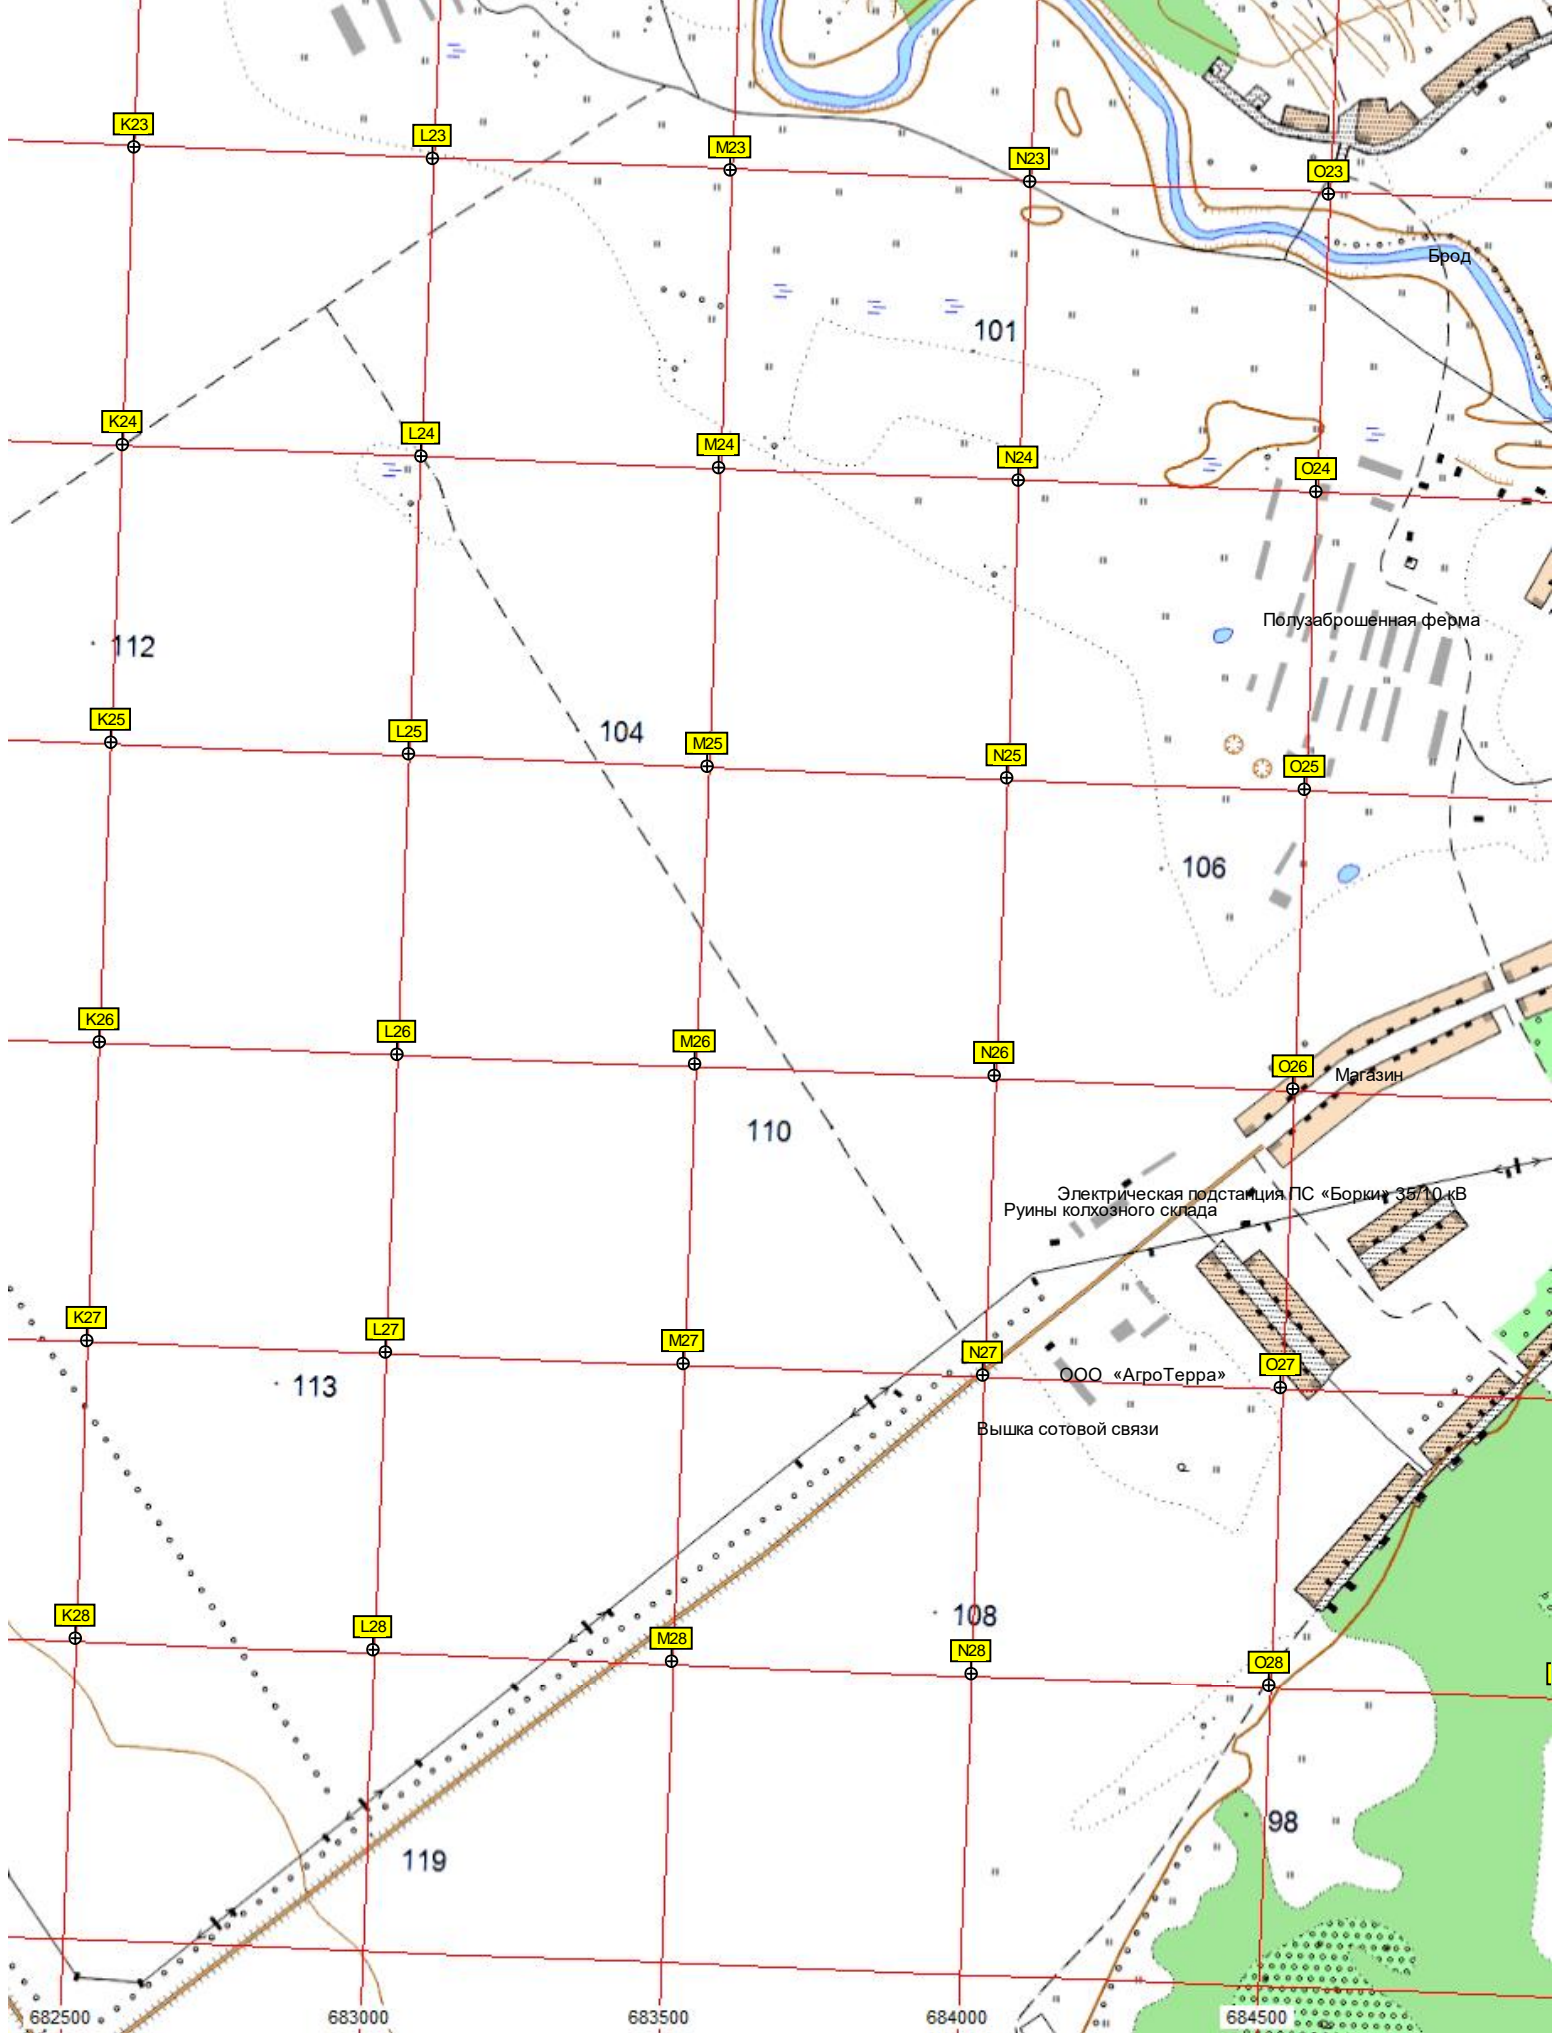 K23
L23
M23
N23
O23
Брод
101
K24
L24
M24
N24
O24
Полузаброшенная ферма
112
K25
L25
104
M25
N25
O25
106
K26
L26
M26
N26
O26
Магазин
110
Электрическая подстанция ПС «Борки» 35/10 кВ
Руины колхозного склада
K27
L27
M27
N27
O27
113
ООО «АгроТерра»
Вышка сотовой связи
K28
L28
M28
108
N28
O28
98
119
682500
683000
683500
684000
684500